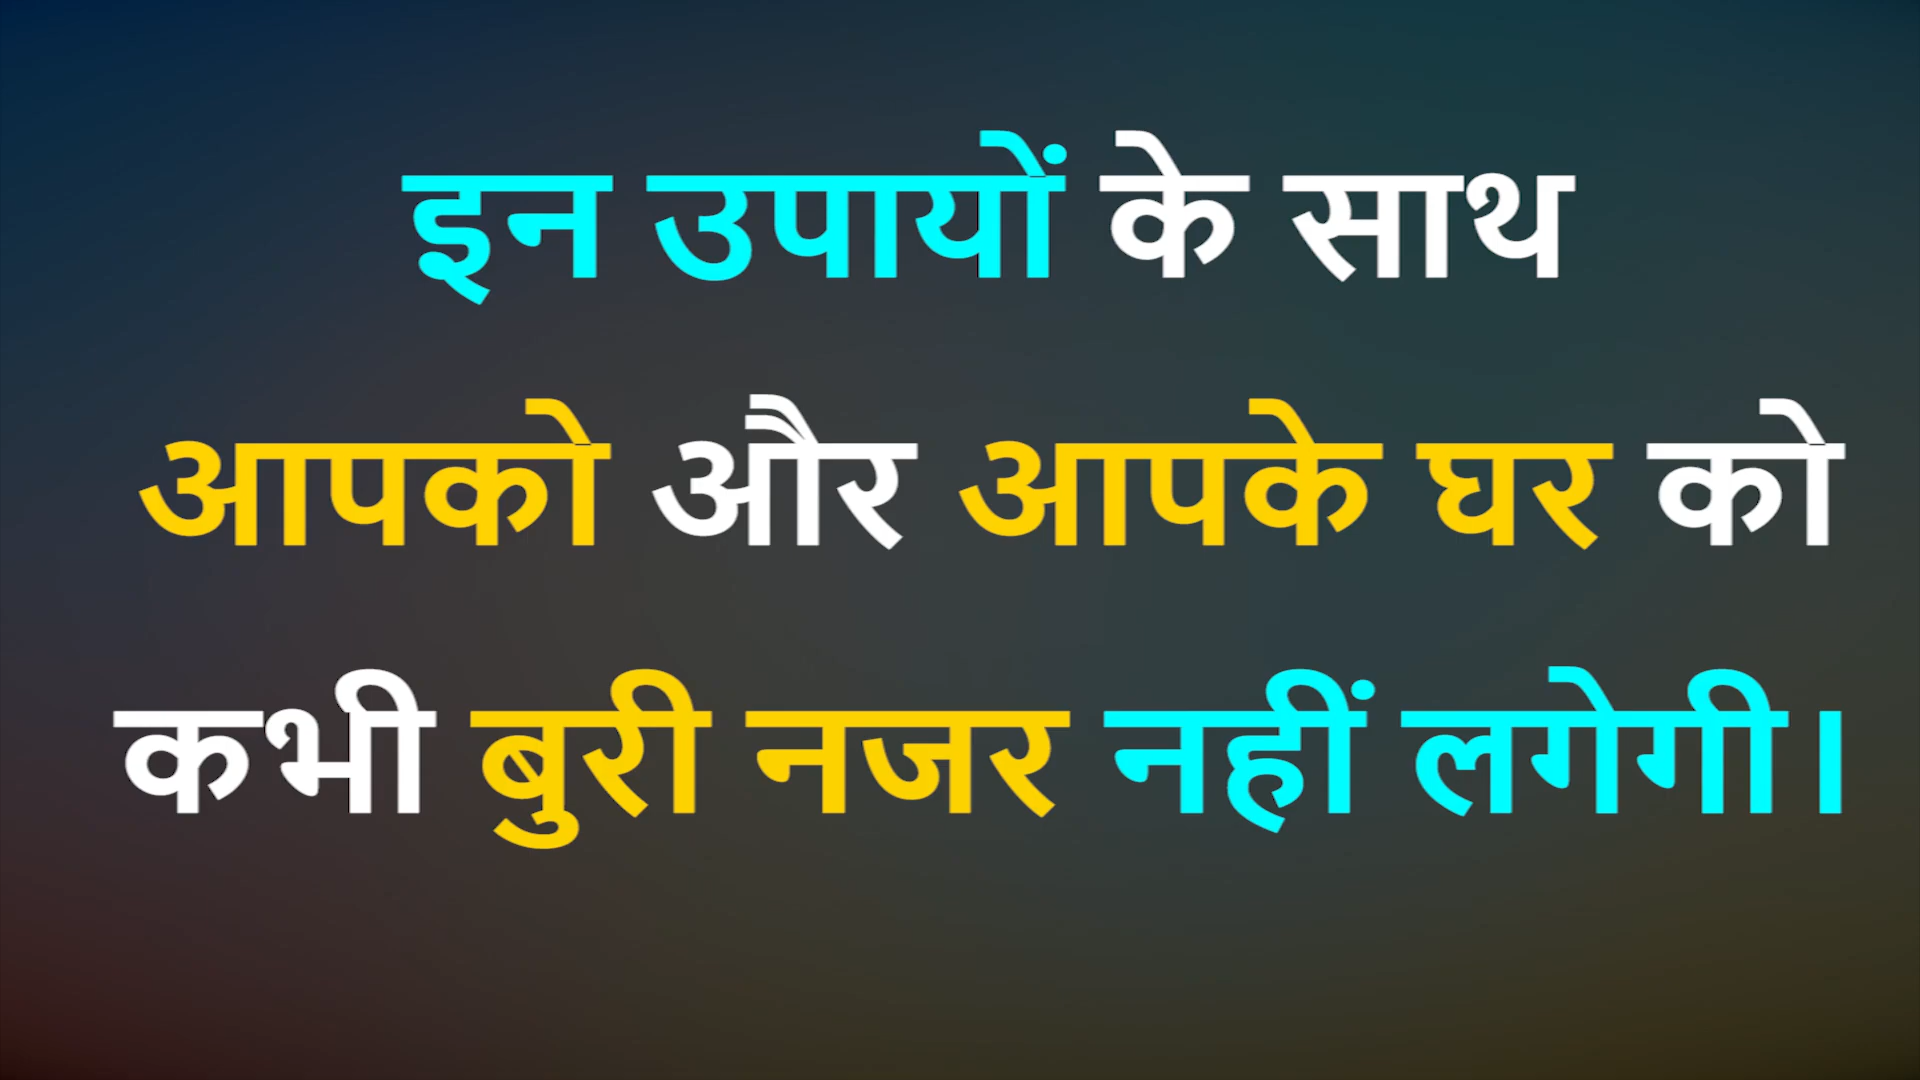 इन उपायों के साथ
आपको और आपके घर को
कभी बुरी नजर नहीं लगेगी।